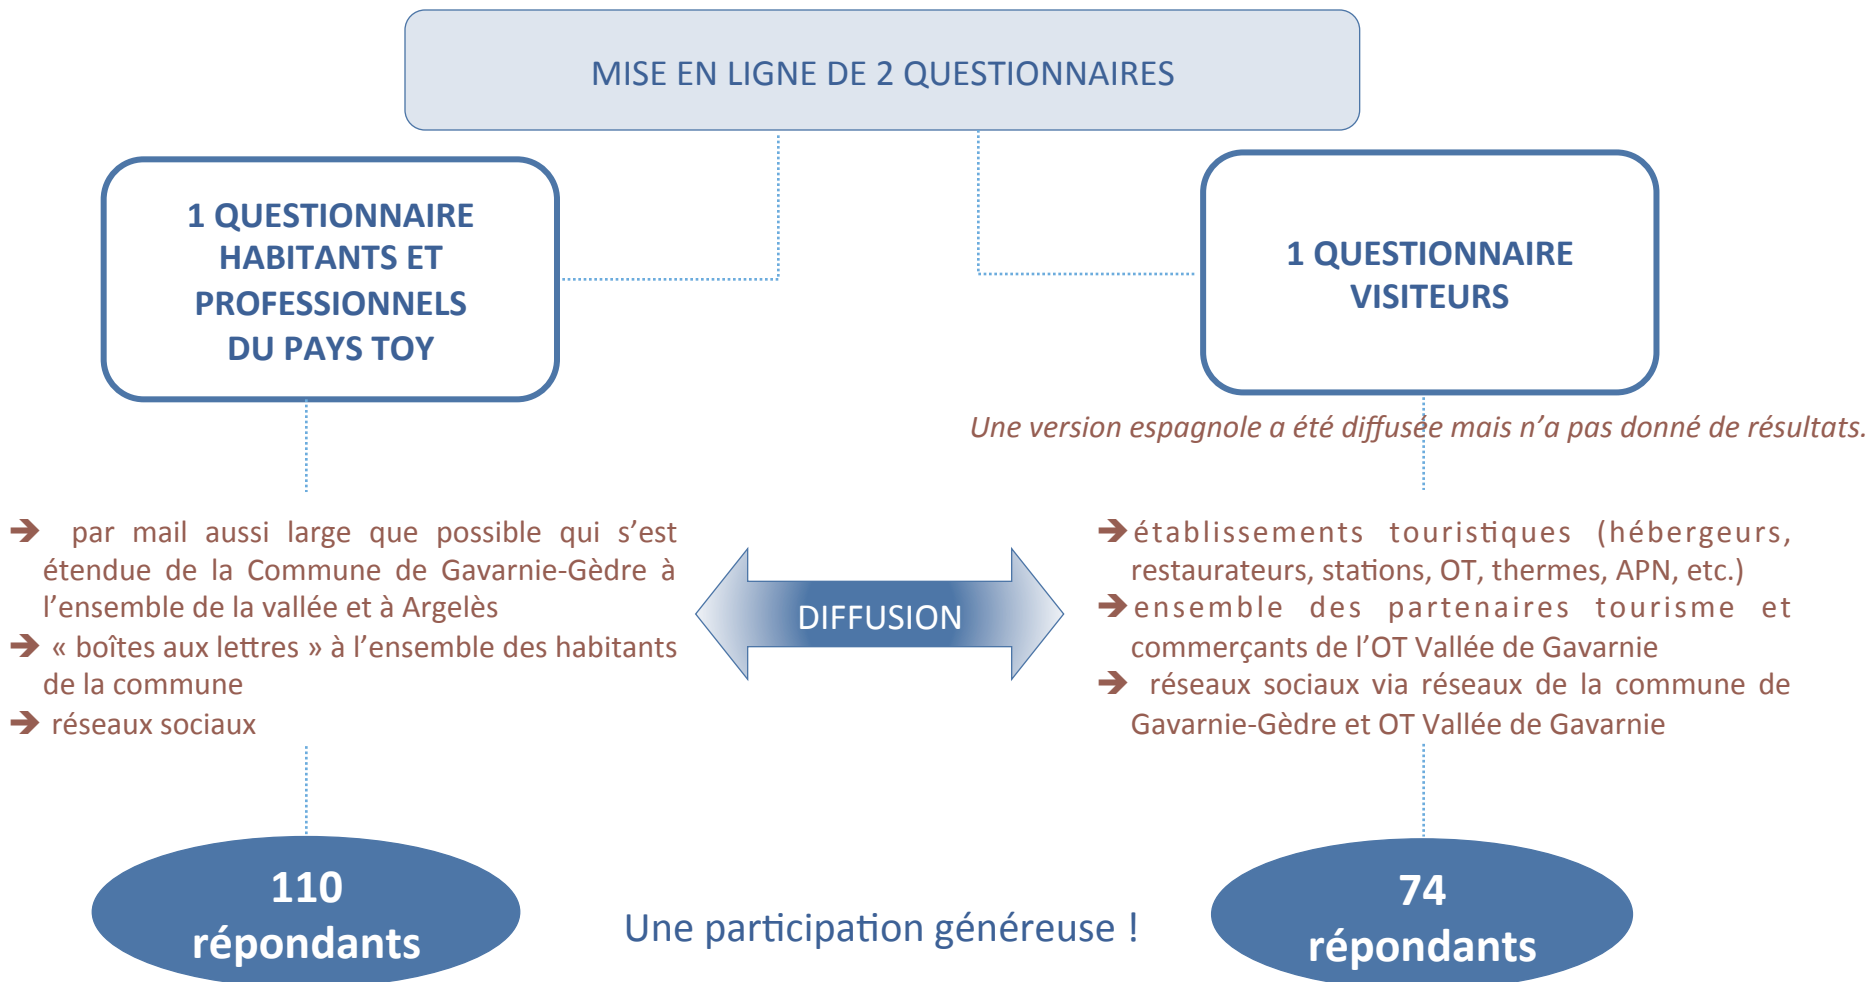 MISE EN LIGNE DE 2 QUESTIONNAIRES
1 QUESTIONNAIRE
HABITANTS ET
PROFESSIONNELS
DU PAYS TOY
1 QUESTIONNAIRE
VISITEURS
Une version espagnole a été diffusée mais n’a pas donné de résultats.
➔ par mail aussi large que possible qui s’est
étendue de la Commune de Gavarnie-Gèdre à
l’ensemble de la vallée et à Argelès
➔ « boîtes aux lettres » à l’ensemble des habitants
de la commune
➔ réseaux sociaux
DIFFUSION
➔ établissements touristiques (hébergeurs,
restaurateurs, stations, OT, thermes, APN, etc.)
➔ ensemble des partenaires tourisme et
commerçants de l’OT Vallée de Gavarnie
➔ réseaux sociaux via réseaux de la commune de
Gavarnie-Gèdre et OT Vallée de Gavarnie
110
répondants
Une participation généreuse !
74
répondants